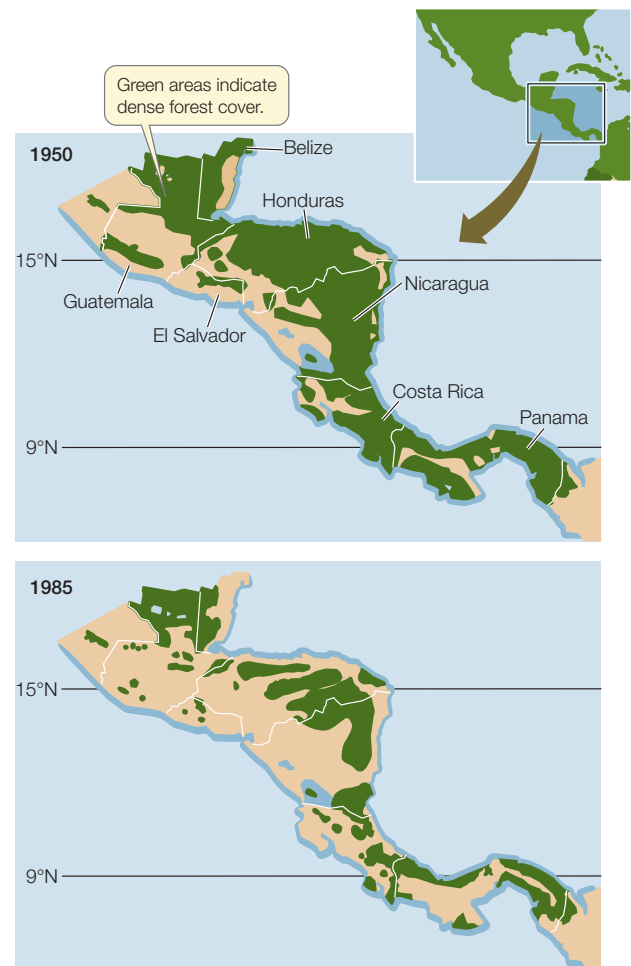 Green areas indicate
dense forest cover.
1950
Belize
Honduras
15°N
Nicaragua
Guatemala
El Salvador
Costa Rica
Panama
9°N
1985
15°N
9°N